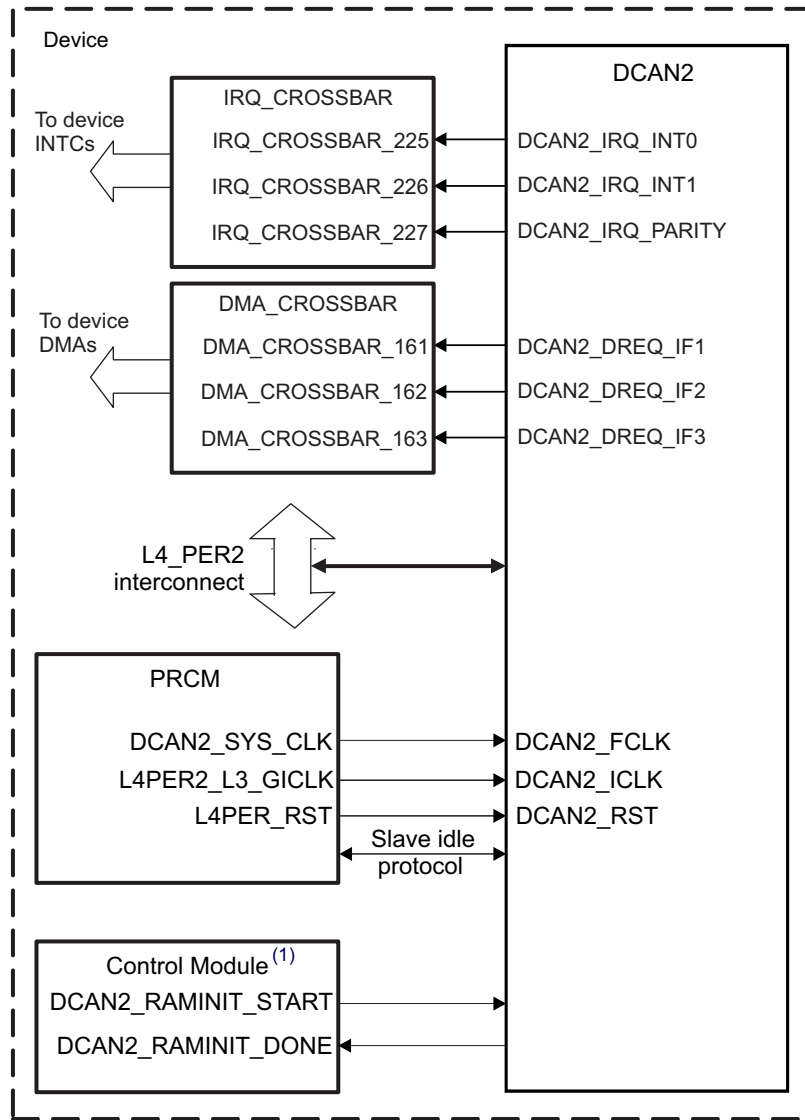 Device
DCAN2
IRQ_CROSSBAR
To device
INTCs
IRQ_CROSSBAR_225
DCAN2_IRQ_INT0
IRQ_CROSSBAR_226
DCAN2_IRQ_INT1
IRQ_CROSSBAR_227
DCAN2_IRQ_PARITY
DMA_CROSSBAR
To device
DMAs
DMA_CROSSBAR_161
DCAN2_DREQ_IF1
DMA_CROSSBAR_162
DCAN2_DREQ_IF2
DMA_CROSSBAR_163
DCAN2_DREQ_IF3
L4_PER2
interconnect
PRCM
DCAN2_SYS_CLK
DCAN2_FCLK
L4PER2_L3_GICLK
DCAN2_ICLK
L4PER_RST
DCAN2_RST
Slave idle
protocol
Control Module (1)
DCAN2_RAMINIT_START
DCAN2_RAMINIT_DONE